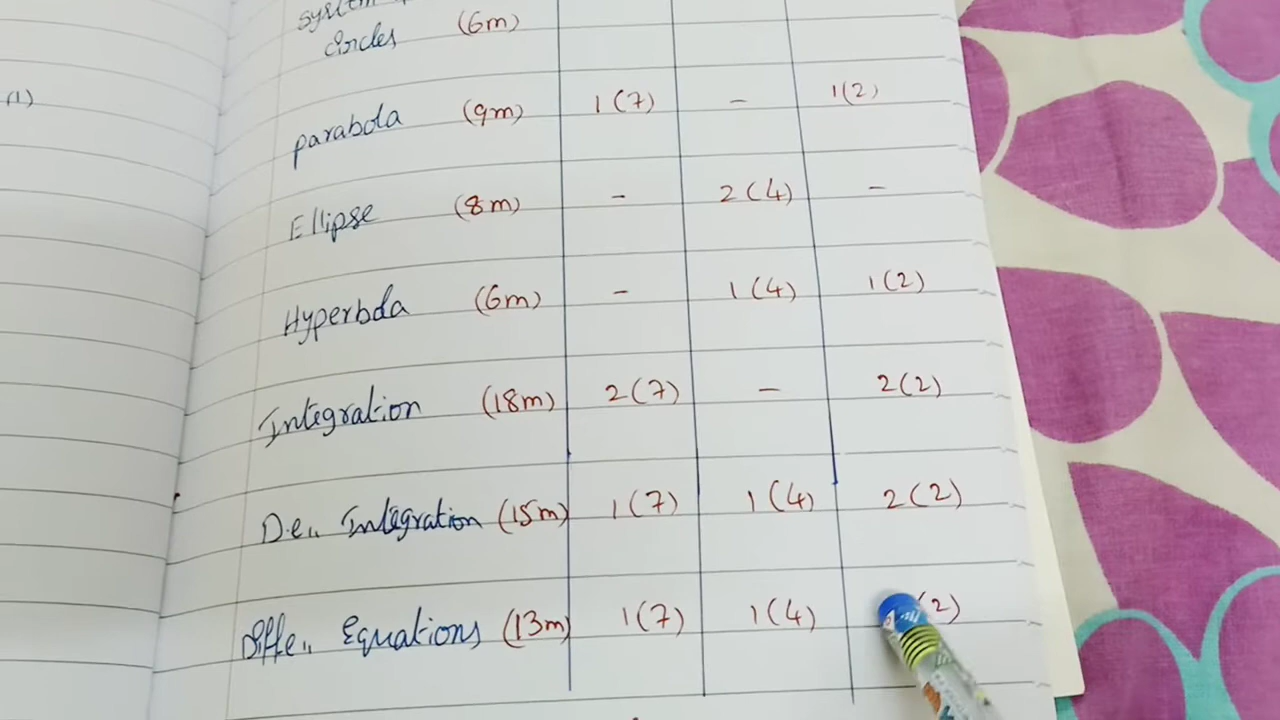 system
circles (6m)
(1)
parabola (9m) 1(7) - 1(2)
Ellipse (8m) - 2(4) -
Hyperbola (6m) - 1(4) 1(2)
Integration (18m) 2(7) - 2(2)
De.. Integration (15m) 1(7) 1(4) 2(2)
Diffe.. Equations (13m) 1(7) 1(4) (2)